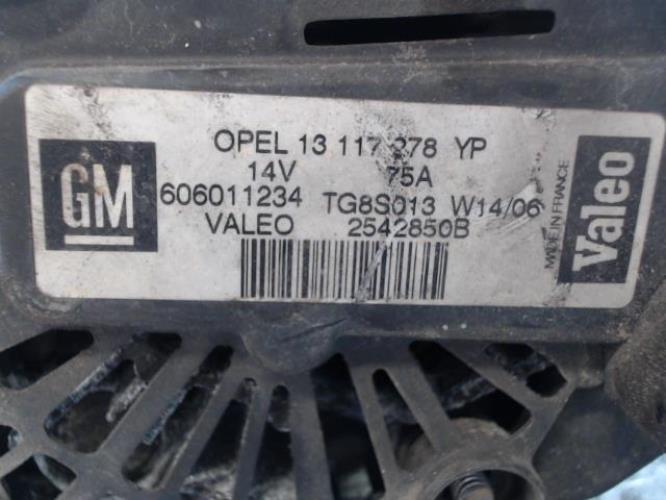 GM
OPEL 13 117 278 YP
14V 75A
606011234 TG8S013 W14/06
VALEO 2542850B
MADE IN FRANCE
Valeo